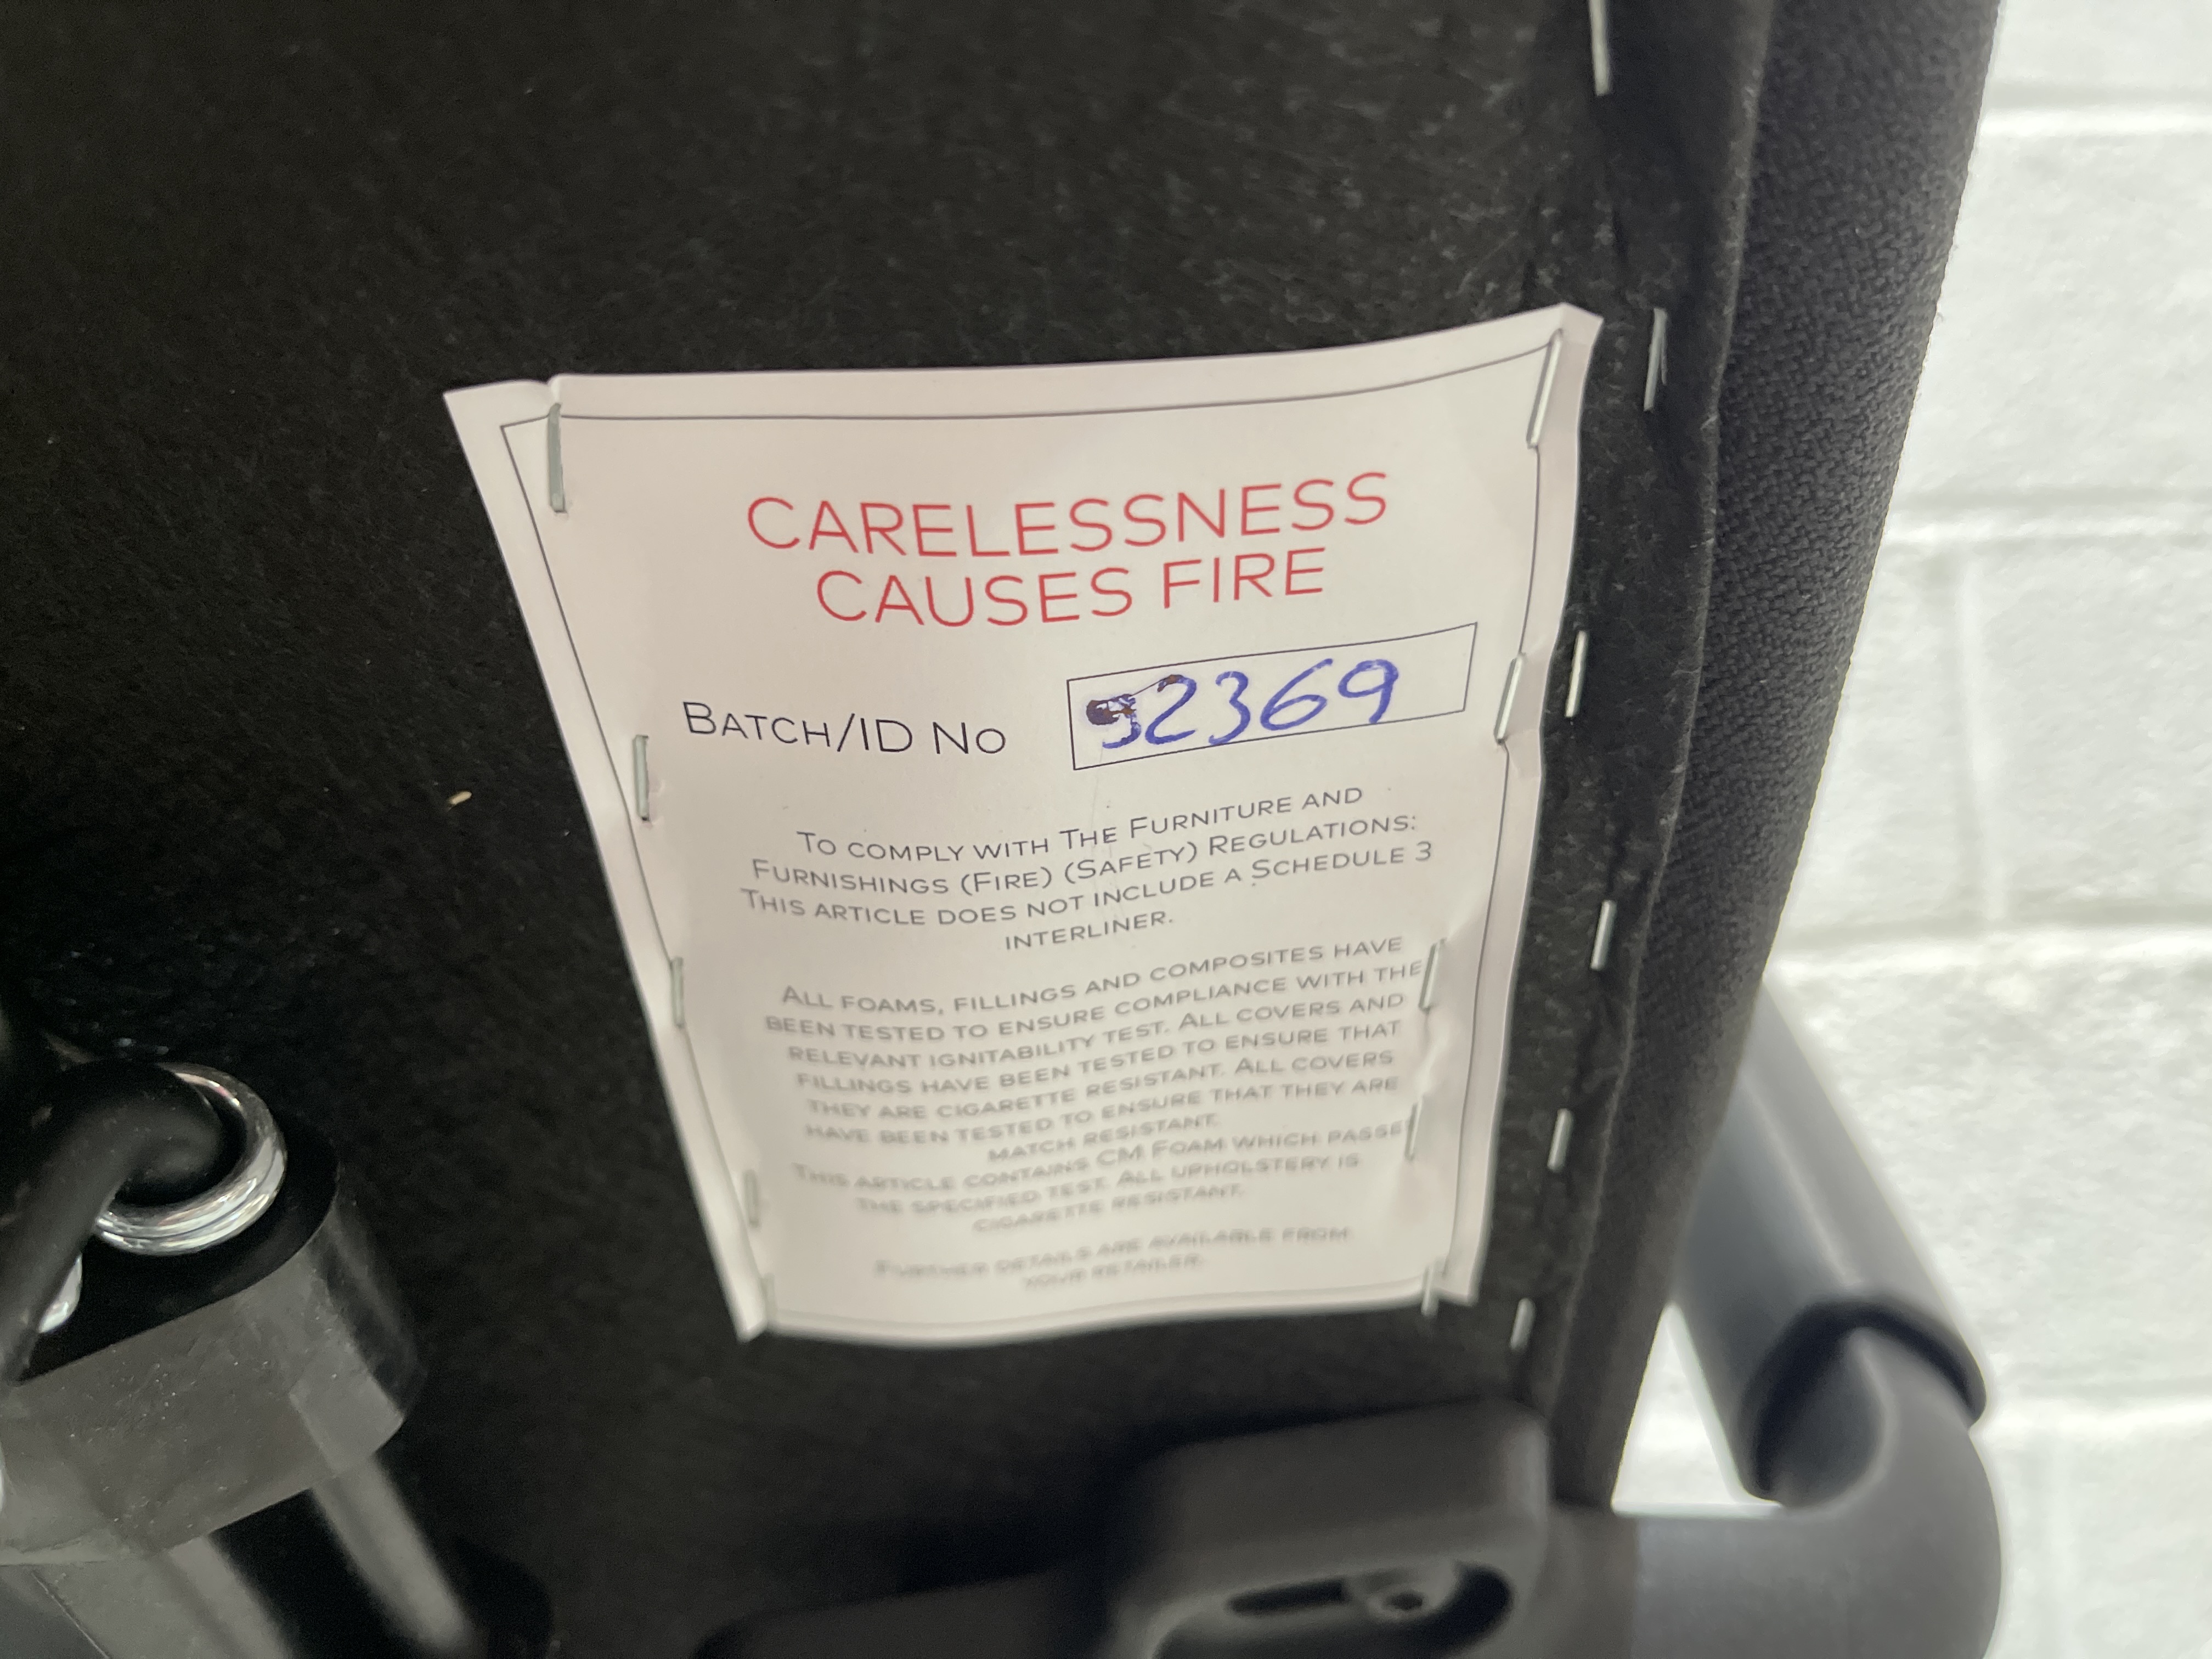 CARELESSNESS
CAUSES FIRE
BATCH/ID NO 92369
TO COMPLY WITH THE FURNITURE AND
FURNISHINGS (FIRE) (SAFETY) REGULATIONS:
THIS ARTICLE DOES NOT INCLUDE A SCHEDULE 3
INTERLINER.
ALL FOAMS, FILLINGS AND COMPOSITES HAVE
BEEN TESTED TO ENSURE COMPLIANCE WITH THE
RELEVANT IGNITABILITY TEST. ALL COVERS AND
FILLINGS HAVE BEEN TESTED TO ENSURE THAT
THEY ARE CIGARETTE RESISTANT. ALL COVERS
HAVE BEEN TESTED TO ENSURE THAT THEY ARE
MATCH RESISTANT.
THIS ARTICLE CONTAINS CM FOAM WHICH PASSE
THE SPECIFIED TEST. ALL UPHOLSTERY IS
CIGARETTE RESISTANT.
FURTHER DETAILS ARE AVAILABLE FROM
YOUR RETAILER.